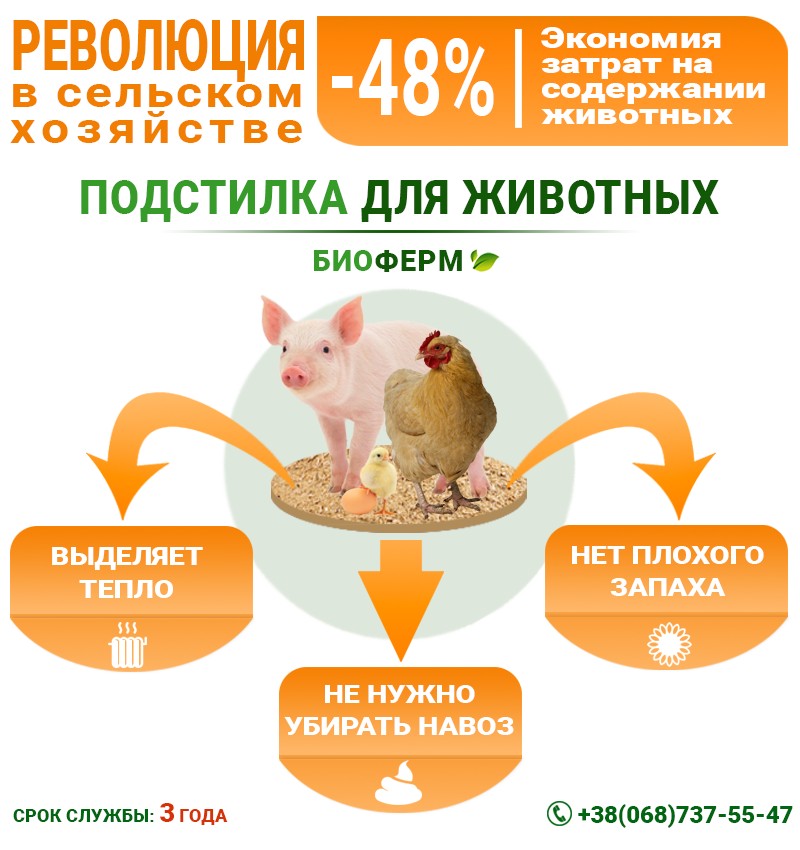 РЕВОЛЮЦИЯ
в сельском
хозяйстве
-48%
Экономия
затрат на
содержании
животных
ПОДСТИЛКА ДЛЯ ЖИВОТНЫХ
БИОФЕРМ
ВЫДЕЛЯЕТ
ТЕПЛО
НЕТ ПЛОХОГО
ЗАПАХА
НЕ НУЖНО
УБИРАТЬ НАВОЗ
СРОК СЛУЖБЫ: 3 ГОДА
+38(068)737-55-47